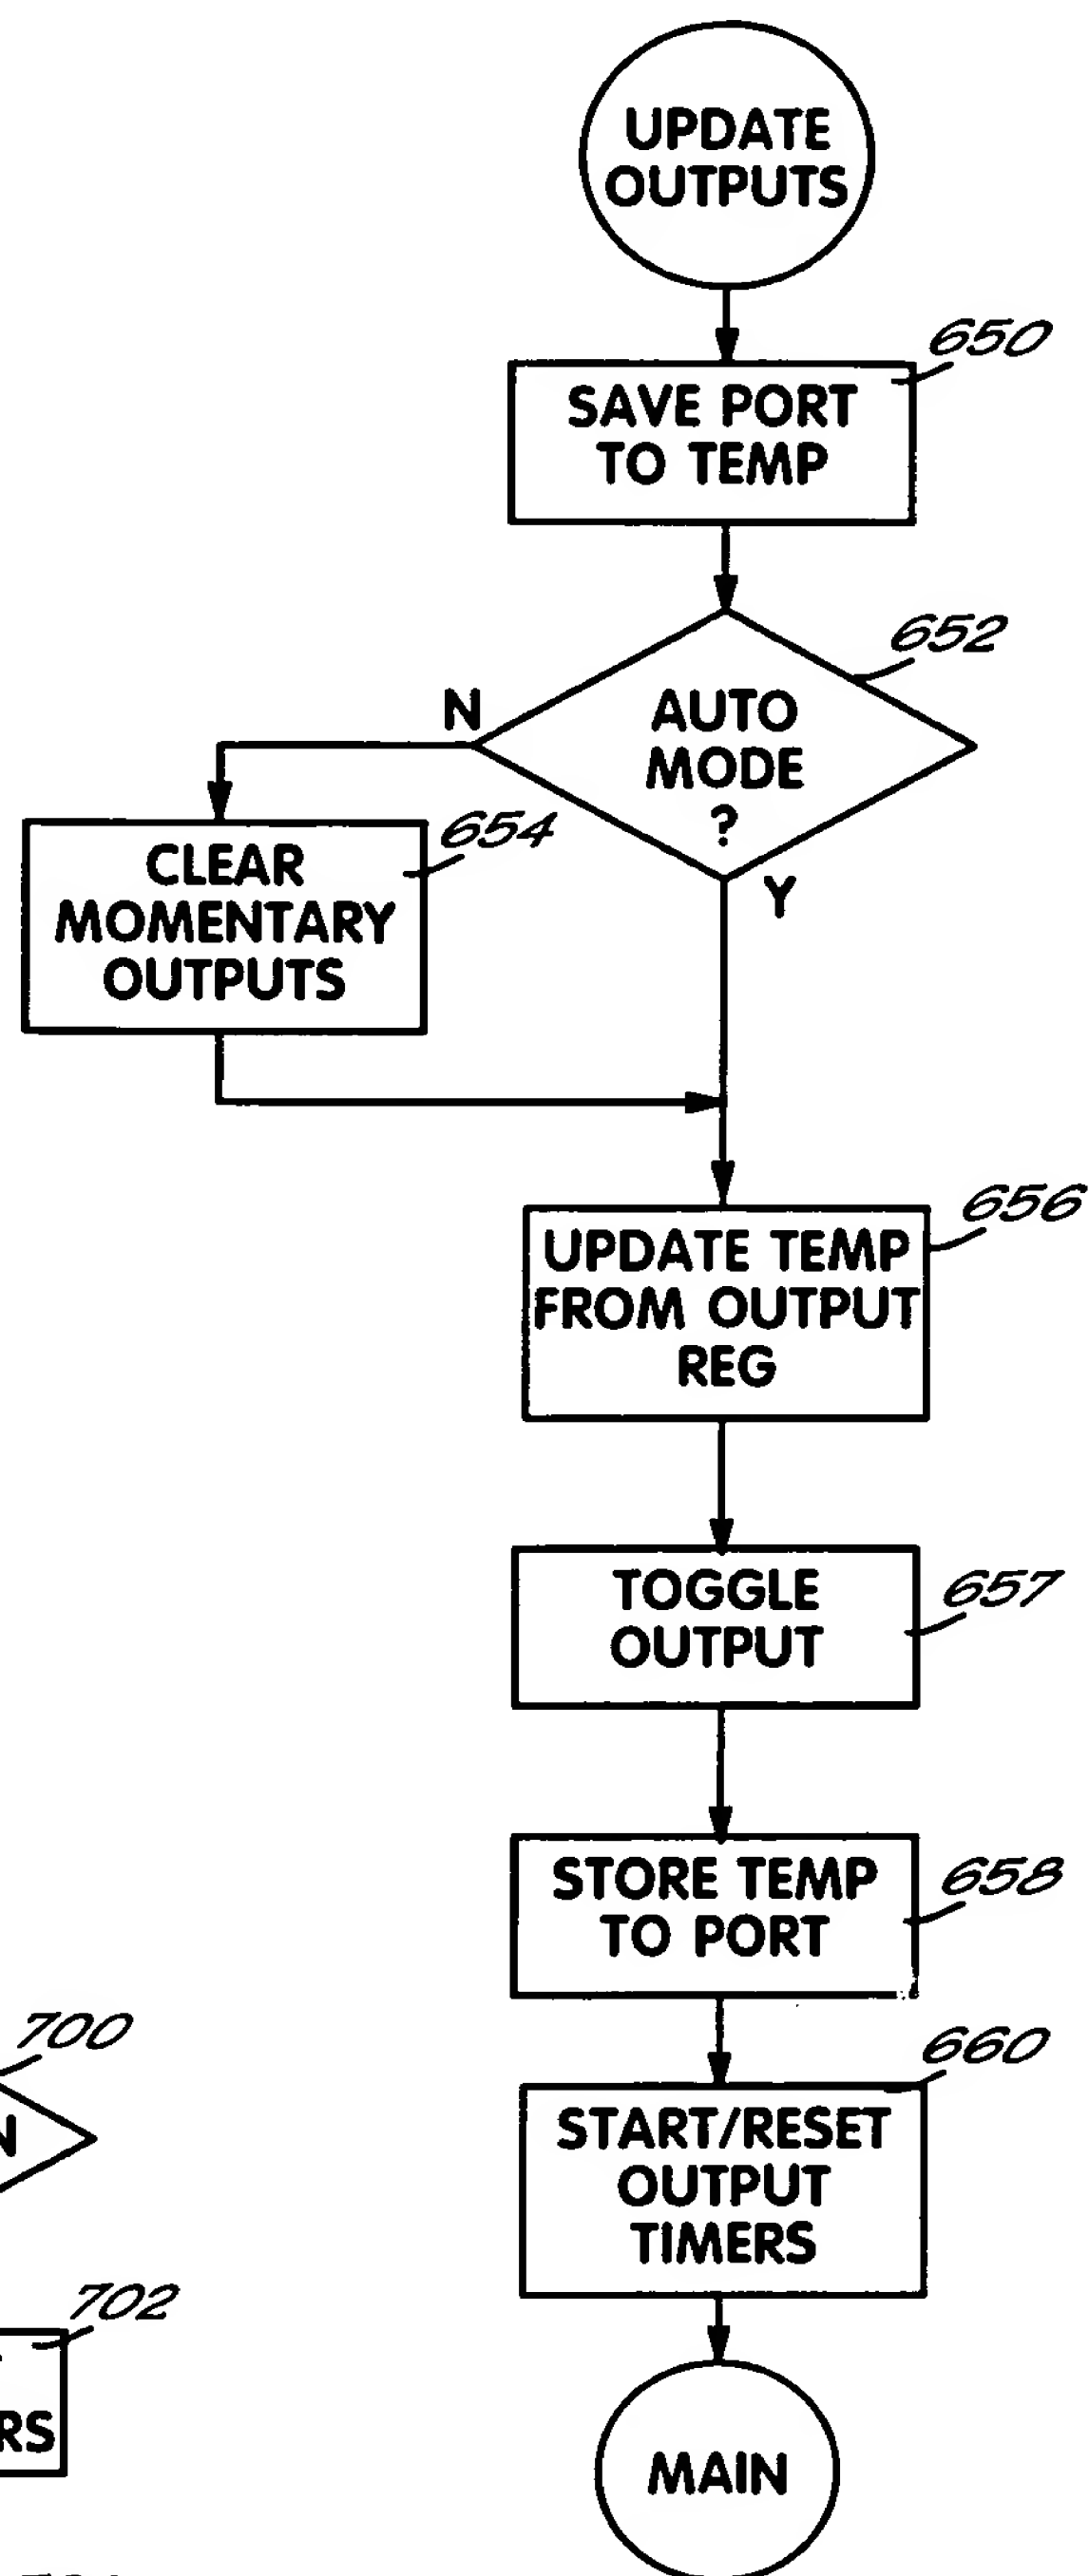 UPDATE
OUTPUTS
650
SAVE PORT
TO TEMP
652
N
AUTO
MODE
?
Y
654
CLEAR
MOMENTARY
OUTPUTS
656
UPDATE TEMP
FROM OUTPUT
REG
657
TOGGLE
OUTPUT
658
STORE TEMP
TO PORT
700
N
660
START/RESET
OUTPUT
TIMERS
702
RS
MAIN